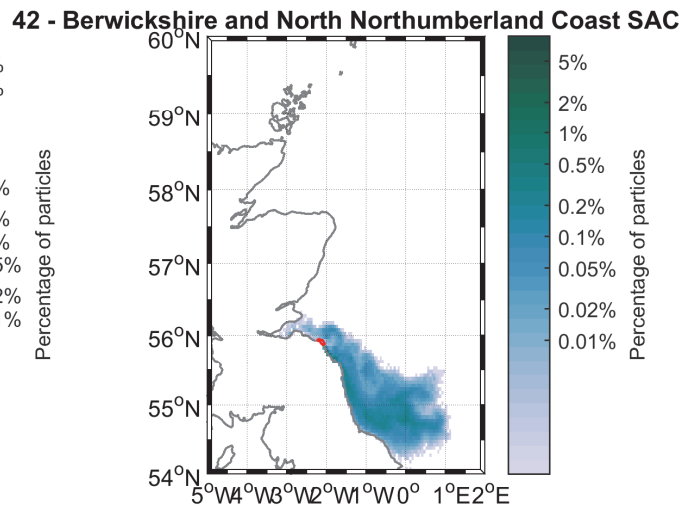 42 - Berwickshire and North Northumberland Coast SAC
60°N
59°N
58°N
57°N
56°N
55°N
54°N
5°W 4°W 3°W 2°W 1°W 0° 1°E 2°E
5%
2%
1%
0.5%
0.2%
0.1%
0.05%
0.02%
0.01%
Percentage of particles
Percentage of particles
%
%
%
%
%
5%
2%
%